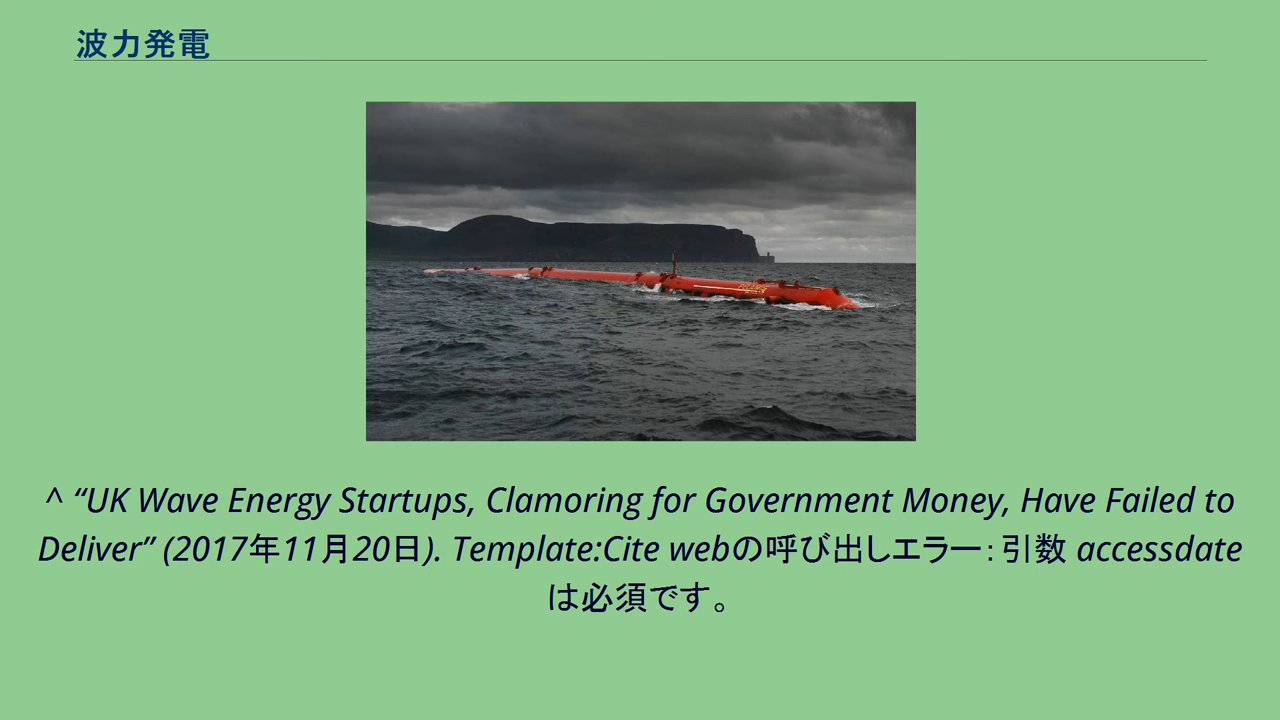 波力発電
^ “UK Wave Energy Startups, Clamoring for Government Money, Have Failed to
Deliver” (2017年11月20日). Template:Cite webの呼び出しエラー：引数 accessdate
は必須です。